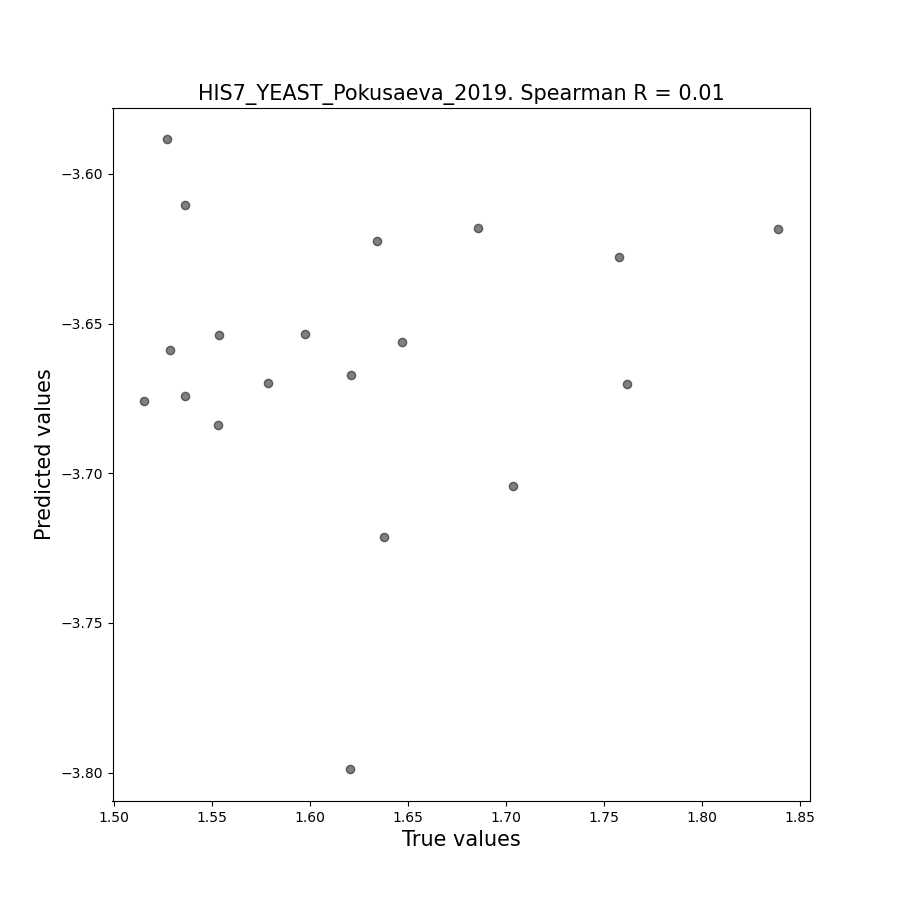 HIS7_YEAST_Pokusaeva_2019. Spearman R = 0.01
−3.60
−3.65
−3.70
−3.75
−3.80
Predicted values
1.50 1.55 1.60 1.65 1.70 1.75 1.80 1.85
True values